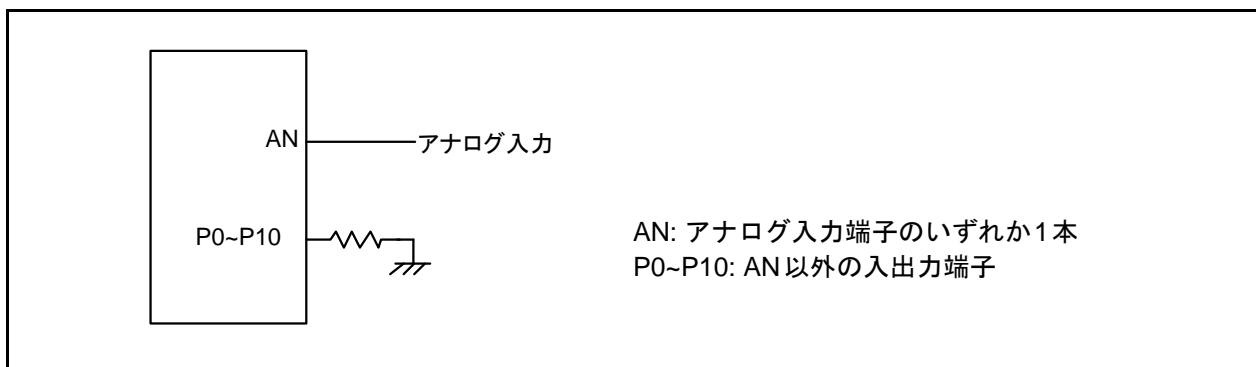 AN
アナログ入力
P0~P10
AN: アナログ入力端子のいずれか1本
P0~P10: AN以外の入出力端子